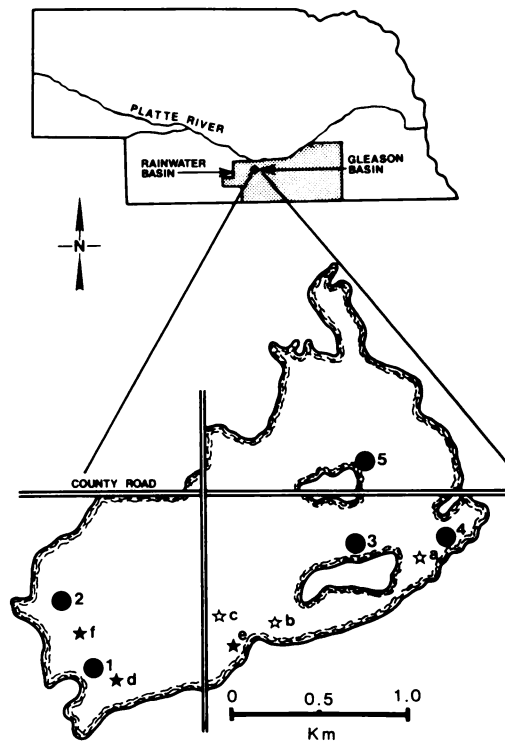 PLATTE RIVER
RAINWATER
BASIN
GLEASON
BASIN
N
5
COUNTY ROAD
4
3
a
2
c
b
f
e
1
d
0 0.5 1.0
Km